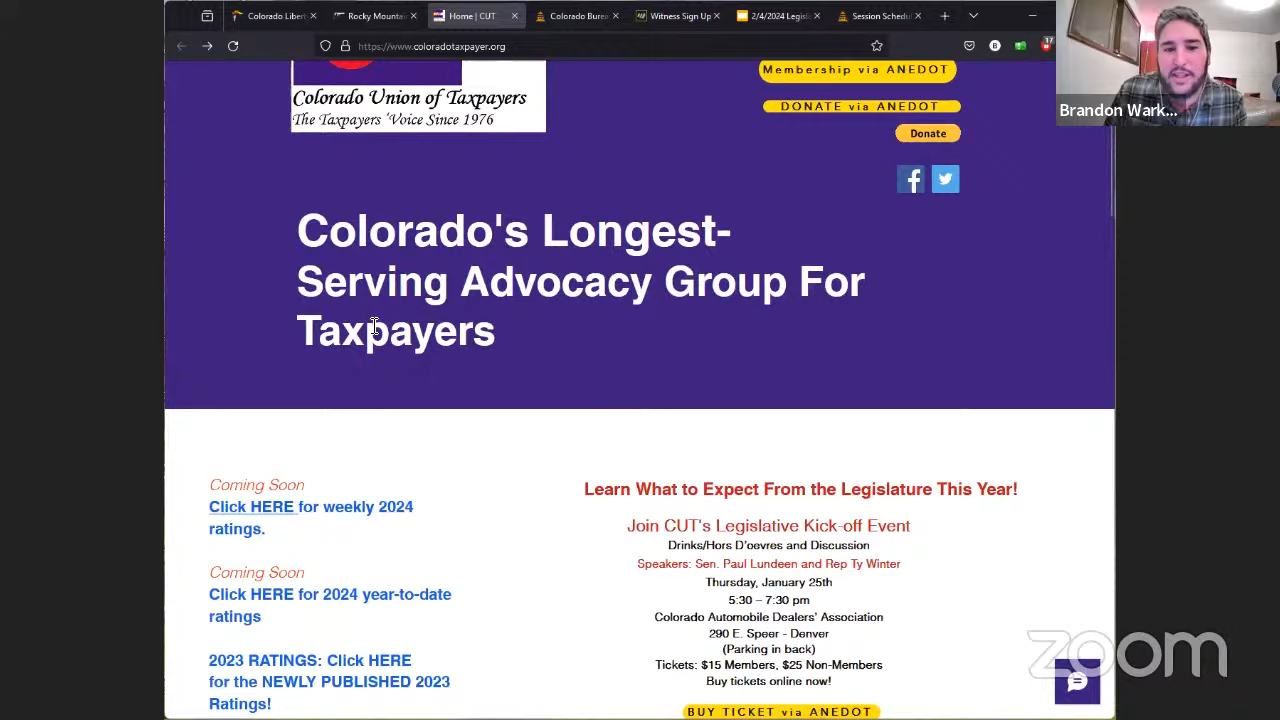 Colorado Libert
Rocky Mountai
Home | CUT
Colorado Burea
Witness Sign Up
2/4/2024 Legisl
Session Schedul
https://www.coloradotaxpayer.org
17
Brandon Wark...
Colorado Union of Taxpayers
The Taxpayers 'Voice Since 1976
Membership via ANEDOT
DONATE via ANEDOT
Donate
Colorado's Longest-
Serving Advocacy Group For
Taxpayers
Coming Soon
Click HERE for weekly 2024
ratings.
Coming Soon
Click HERE for 2024 year-to-date
ratings
2023 RATINGS: Click HERE
for the NEWLY PUBLISHED 2023
Ratings!
Learn What to Expect From the Legislature This Year!
Join CUT's Legislative Kick-off Event
Drinks/Hors D'oevres and Discussion
Speakers: Sen. Paul Lundeen and Rep Ty Winter
Thursday, January 25th
5:30 – 7:30 pm
Colorado Automobile Dealers' Association
290 E. Speer - Denver
(Parking in back)
Tickets: $15 Members, $25 Non-Members
Buy tickets online now!
BUY TICKET via ANEDOT
zoom